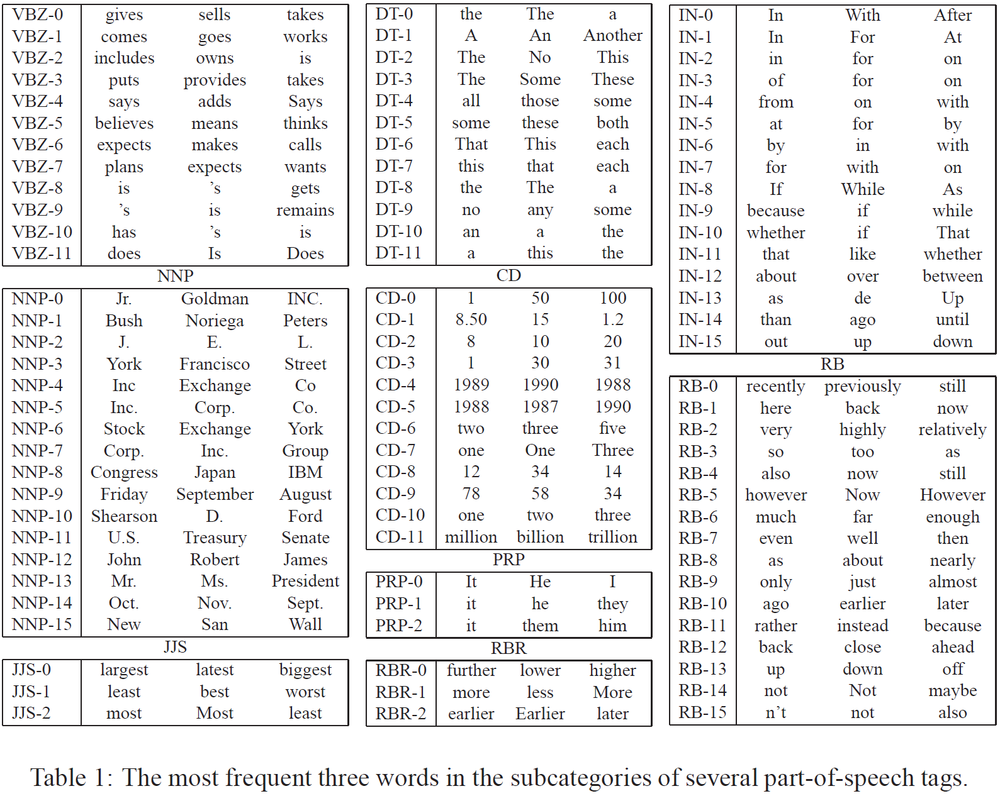 VBZ-0 gives sells takes
VBZ-1 comes goes works
VBZ-2 includes owns is
VBZ-3 puts provides takes
VBZ-4 says adds Says
VBZ-5 believes means thinks
VBZ-6 expects makes calls
VBZ-7 plans expects wants
VBZ-8 is ’s gets
VBZ-9 ’s is remains
VBZ-10 has ’s is
VBZ-11 does Is Does
NNP
NNP-0 Jr. Goldman INC.
NNP-1 Bush Noriega Peters
NNP-2 J. E. L.
NNP-3 York Francisco Street
NNP-4 Inc Exchange Co
NNP-5 Inc. Corp. Co.
NNP-6 Stock Exchange York
NNP-7 Corp. Inc. Group
NNP-8 Congress Japan IBM
NNP-9 Friday September August
NNP-10 Shearson D. Ford
NNP-11 U.S. Treasury Senate
NNP-12 John Robert James
NNP-13 Mr. Ms. President
NNP-14 Oct. Nov. Sept.
NNP-15 New San Wall
JJS
JJS-0 largest latest biggest
JJS-1 least best worst
JJS-2 most Most least
DT-0 the The a
DT-1 A An Another
DT-2 The No This
DT-3 The Some These
DT-4 all those some
DT-5 some these both
DT-6 That This each
DT-7 this that each
DT-8 the The a
DT-9 no any some
DT-10 an a the
DT-11 a this the
CD
CD-0 1 50 100
CD-1 8.50 15 1.2
CD-2 8 10 20
CD-3 1 30 31
CD-4 1989 1990 1988
CD-5 1988 1987 1990
CD-6 two three five
CD-7 one One Three
CD-8 12 34 14
CD-9 78 58 34
CD-10 one two three
CD-11 million billion trillion
PRP
PRP-0 It He I
PRP-1 it he they
PRP-2 it them him
RBR
RBR-0 further lower higher
RBR-1 more less More
RBR-2 earlier Earlier later
IN-0 In With After
IN-1 In For At
IN-2 in for on
IN-3 of for on
IN-4 from on with
IN-5 at for by
IN-6 by in with
IN-7 for with on
IN-8 If While As
IN-9 because if while
IN-10 whether if That
IN-11 that like whether
IN-12 about over between
IN-13 as de Up
IN-14 than ago until
IN-15 out up down
RB
RB-0 recently previously still
RB-1 here back now
RB-2 very highly relatively
RB-3 so too as
RB-4 also now still
RB-5 however Now However
RB-6 much far enough
RB-7 even well then
RB-8 as about nearly
RB-9 only just almost
RB-10 ago earlier later
RB-11 rather instead because
RB-12 back close ahead
RB-13 up down off
RB-14 not Not maybe
RB-15 n’t not also
Table 1: The most frequent three words in the subcategories of several part-of-speech tags.